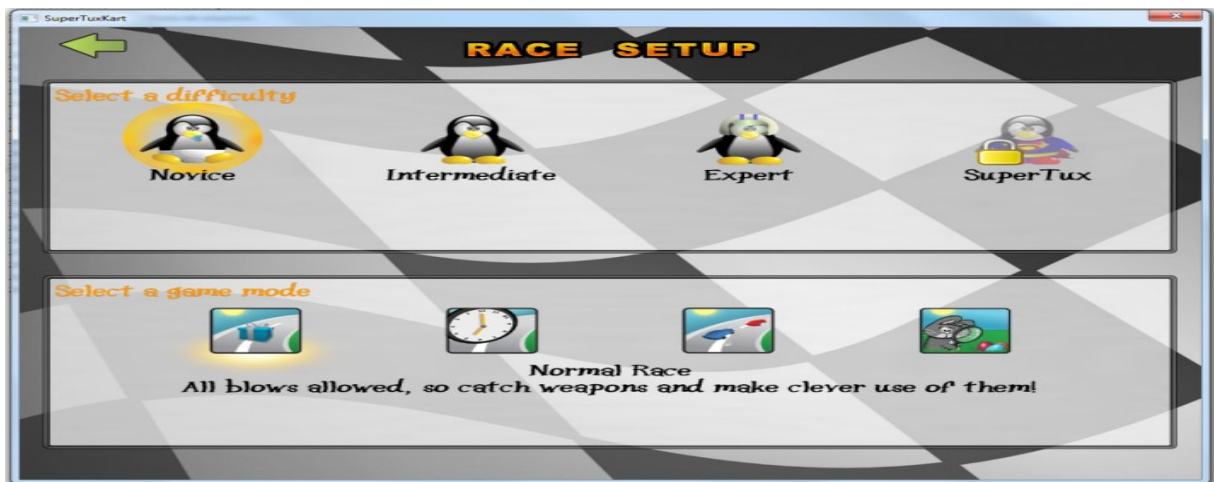 SuperTuxKart
RACE SETUP
Select a difficulty
Novice Intermediate Expert SuperTux
Select a game mode
Normal Race
All blows allowed, so catch weapons and make clever use of them!